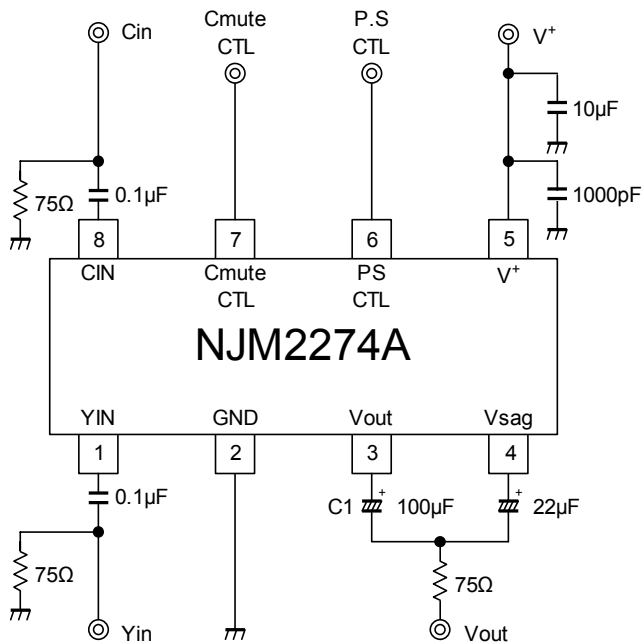 Cin
Cmute
CTL
P.S
CTL
V+
10µF
75Ω
0.1µF
1000pF
8
7
6
5
CIN
Cmute
CTL
PS
CTL
V+
NJM2274A
YIN
GND
Vout
Vsag
1
2
3
4
0.1µF
C1
+
100µF
+
22µF
75Ω
75Ω
Yin
Vout